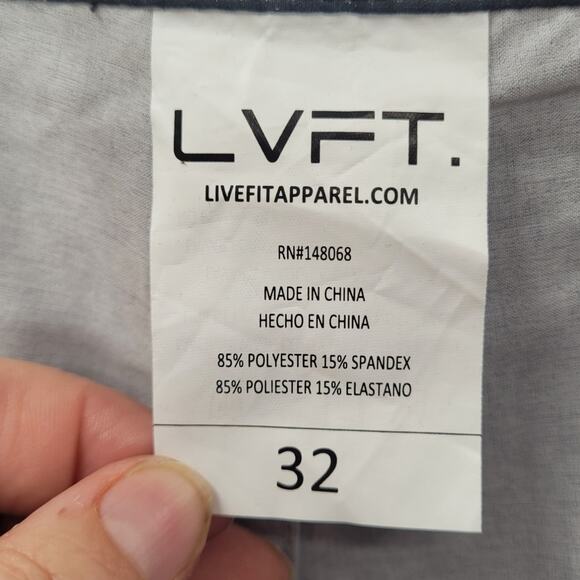 LVFT.
LIVEFITAPPAREL.COM
RN#148068
MADE IN CHINA
HECHO EN CHINA
85% POLYESTER 15% SPANDEX
85% POLIESTER 15% ELASTANO
32